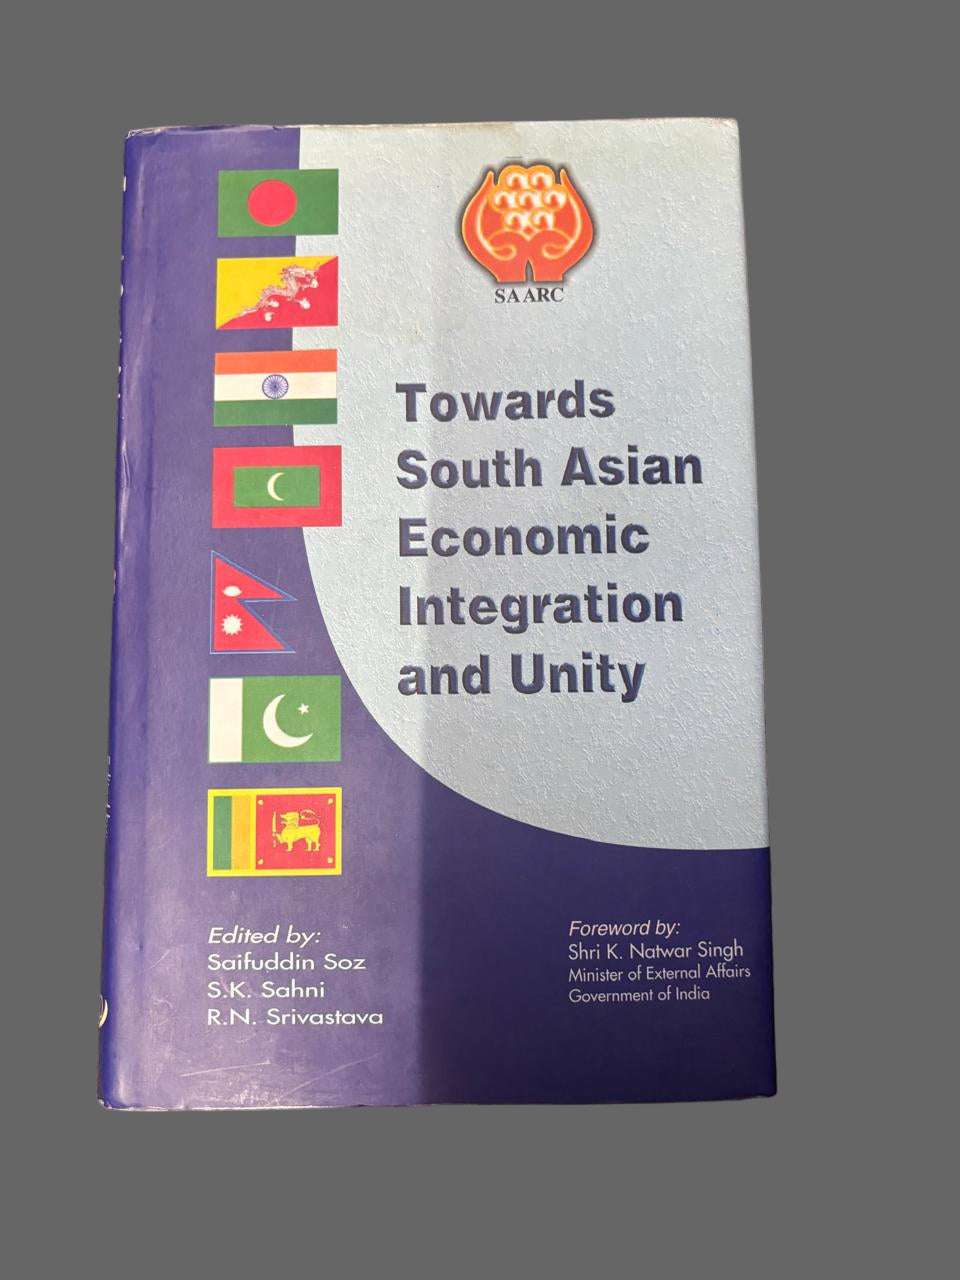 SAARC
Towards
South Asian
Economic
Integration
and Unity
Edited by:
Saifuddin Soz
S.K. Sahni
R.N. Srivastava
Foreword by:
Shri K. Natwar Singh
Minister of External Affairs
Government of India